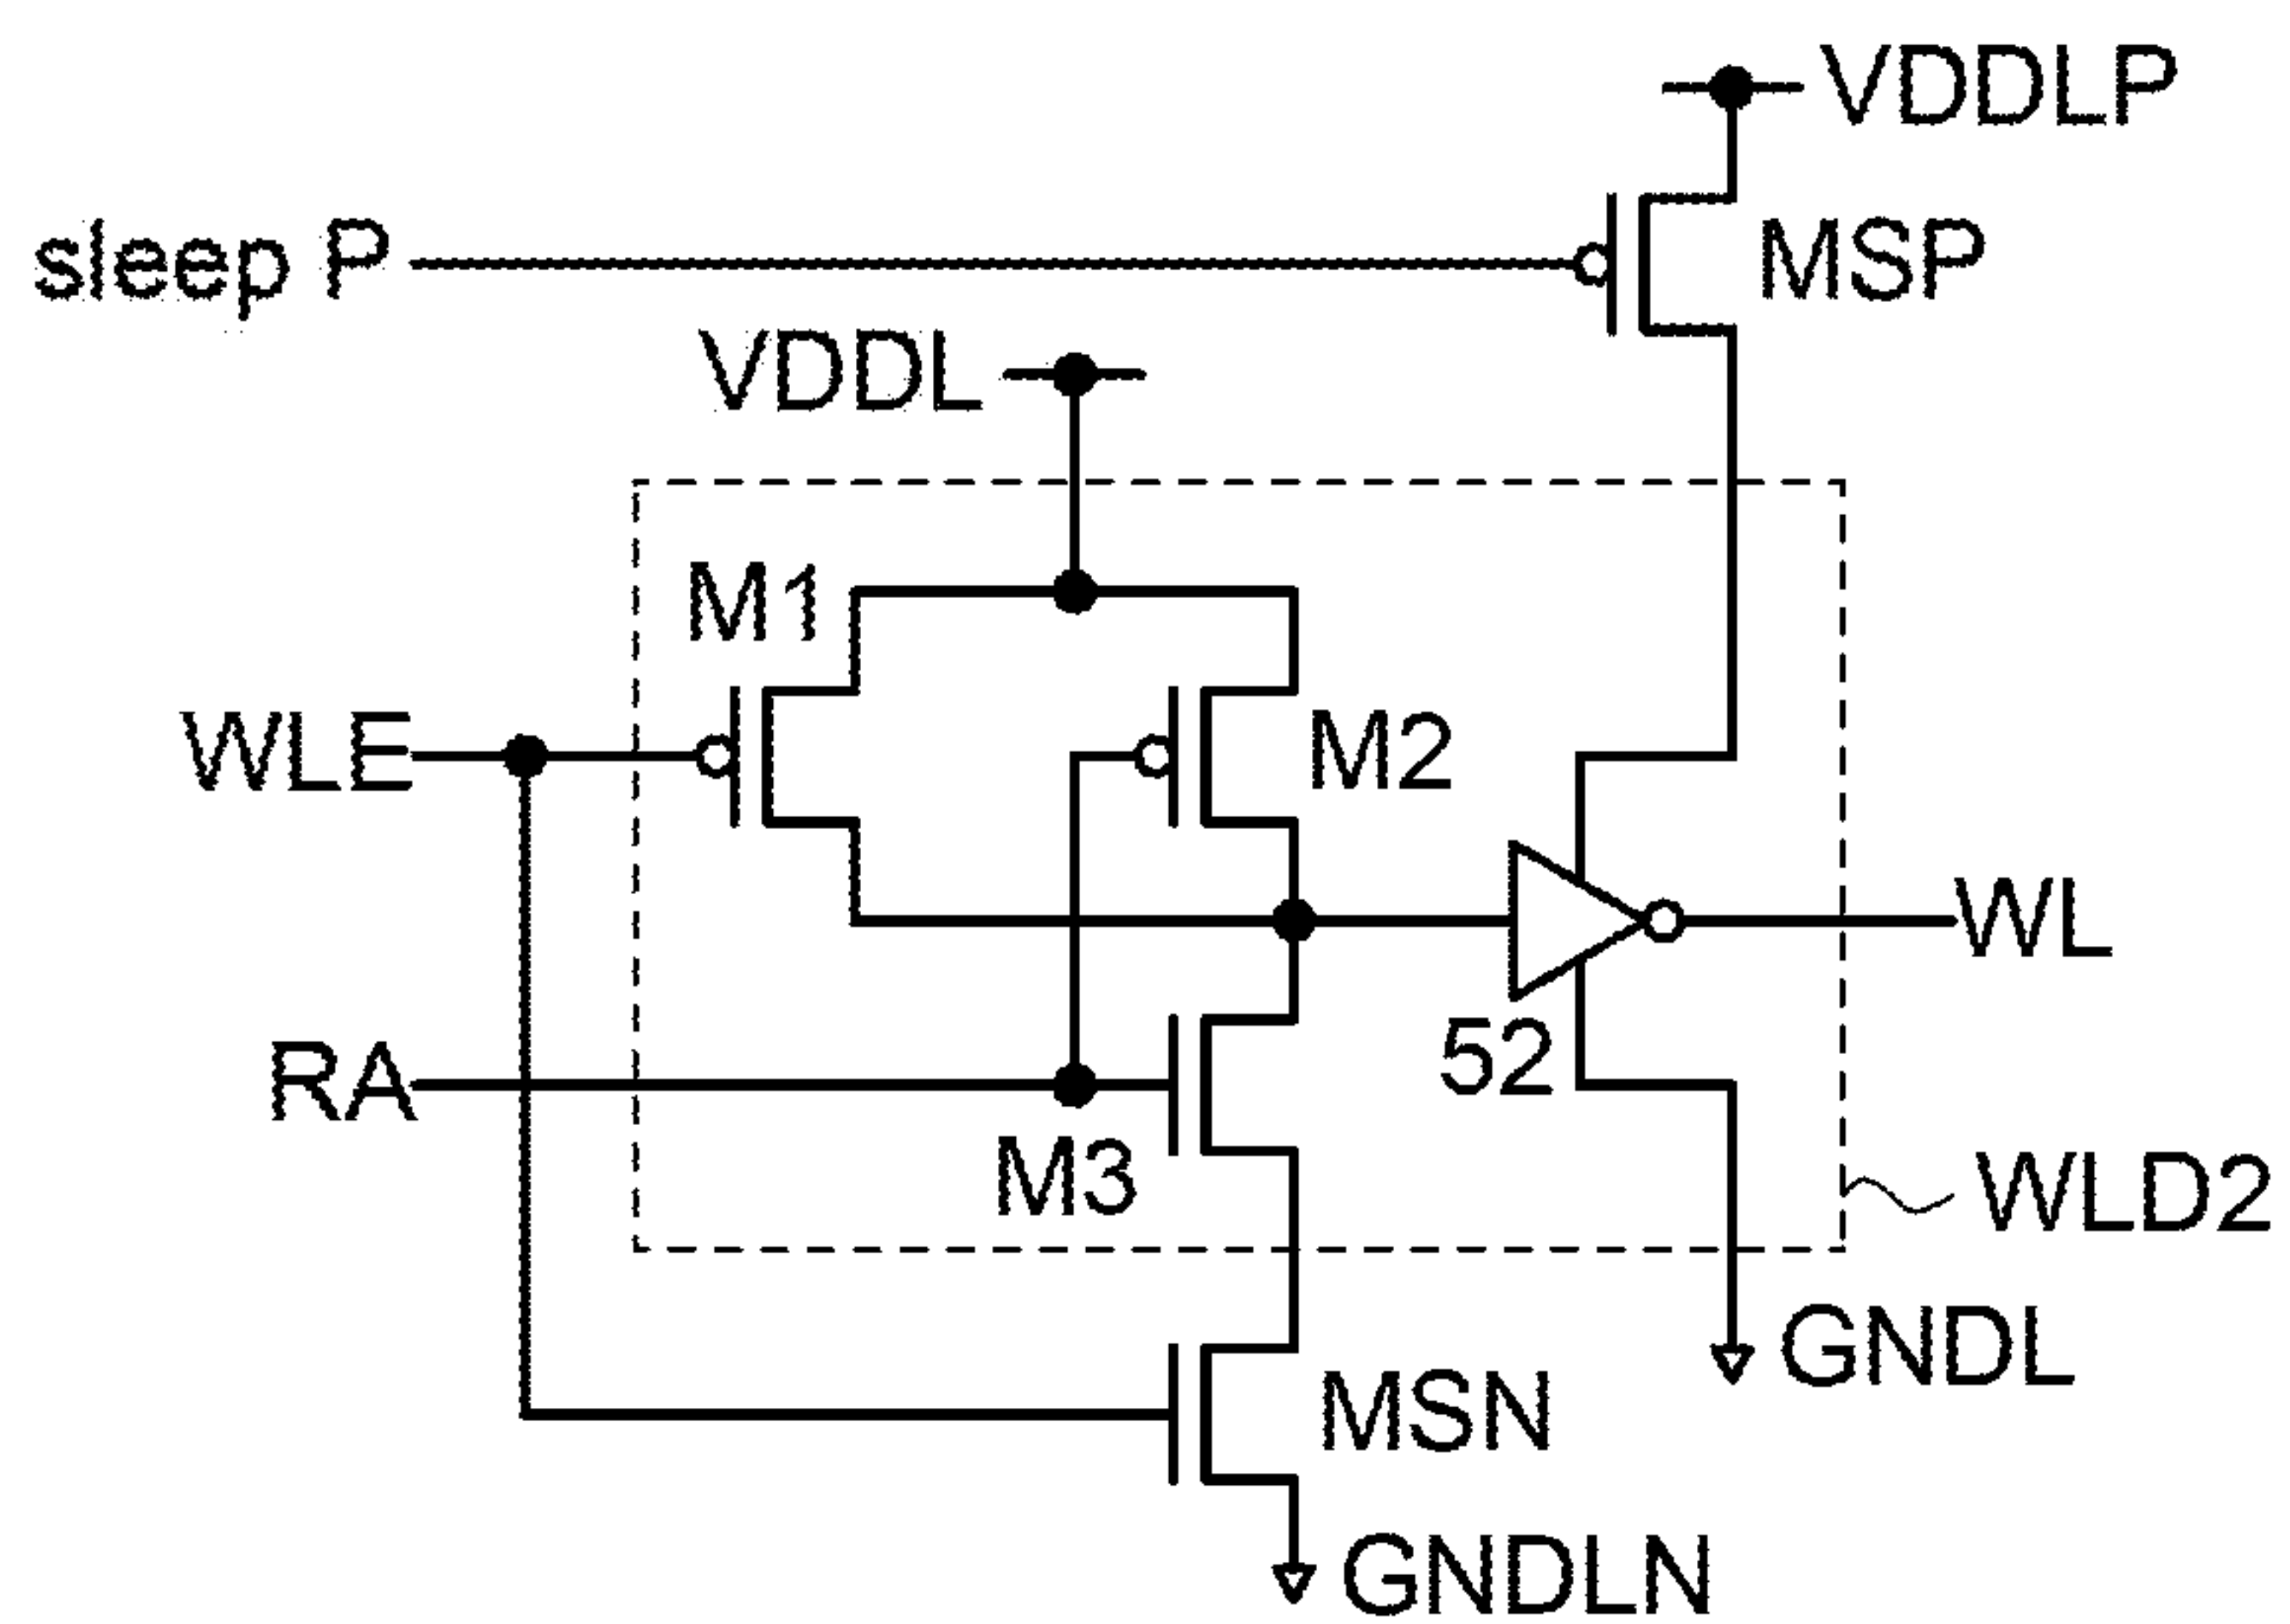 VDDLP
sleep P
MSP
VDDL
M1
WLE
M2
WL
RA
52
M3
WLD2
GNDL
MSN
GNDLN